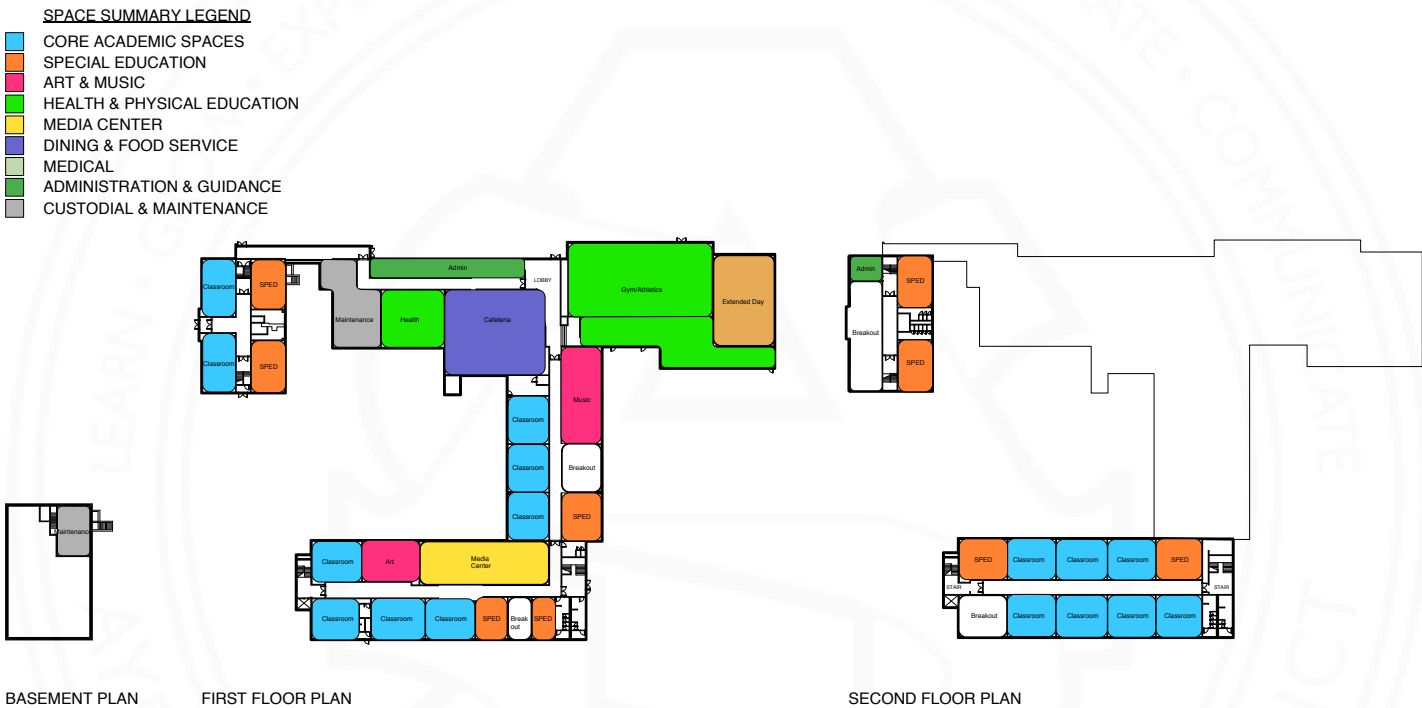 SPACE SUMMARY LEGEND
CORE ACADEMIC SPACES
SPECIAL EDUCATION
ART & MUSIC
HEALTH & PHYSICAL EDUCATION
MEDIA CENTER
DINING & FOOD SERVICE
MEDICAL
ADMINISTRATION & GUIDANCE
CUSTODIAL & MAINTENANCE
Maintenance
BASEMENT PLAN
Classroom
SPED
Admin
LOBBY
Gym/Athletics
Extended Day
Maintenance
Health
Cafeteria
Classroom
SPED
Music
Classroom
Classroom
Breakout
Classroom
SPED
Classroom
Art
Media
Center
Classroom
Classroom
Classroom
SPED
Break
out
SPED
FIRST FLOOR PLAN
Admin
SPED
Breakout
SPED
SPED
Classroom
Classroom
Classroom
SPED
STAIR
STAIR
Breakout
Classroom
Classroom
Classroom
Classroom
SECOND FLOOR PLAN
LEARN
COMMUNICATE